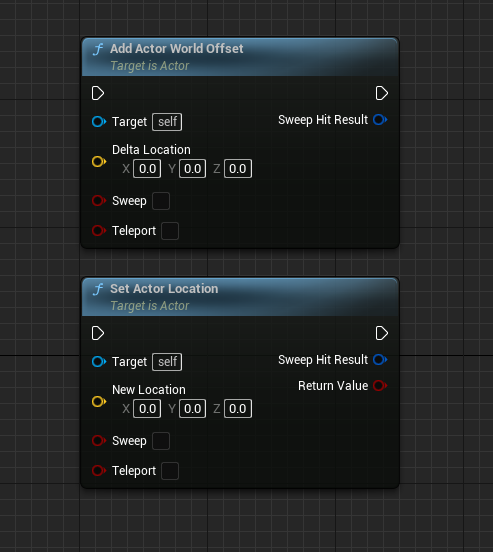 f Add Actor World Offset
Target is Actor
Target self Sweep Hit Result
Delta Location
X 0.0 Y 0.0 Z 0.0
Sweep
Teleport
f Set Actor Location
Target is Actor
Target self Sweep Hit Result
New Location Return Value
X 0.0 Y 0.0 Z 0.0
Sweep
Teleport